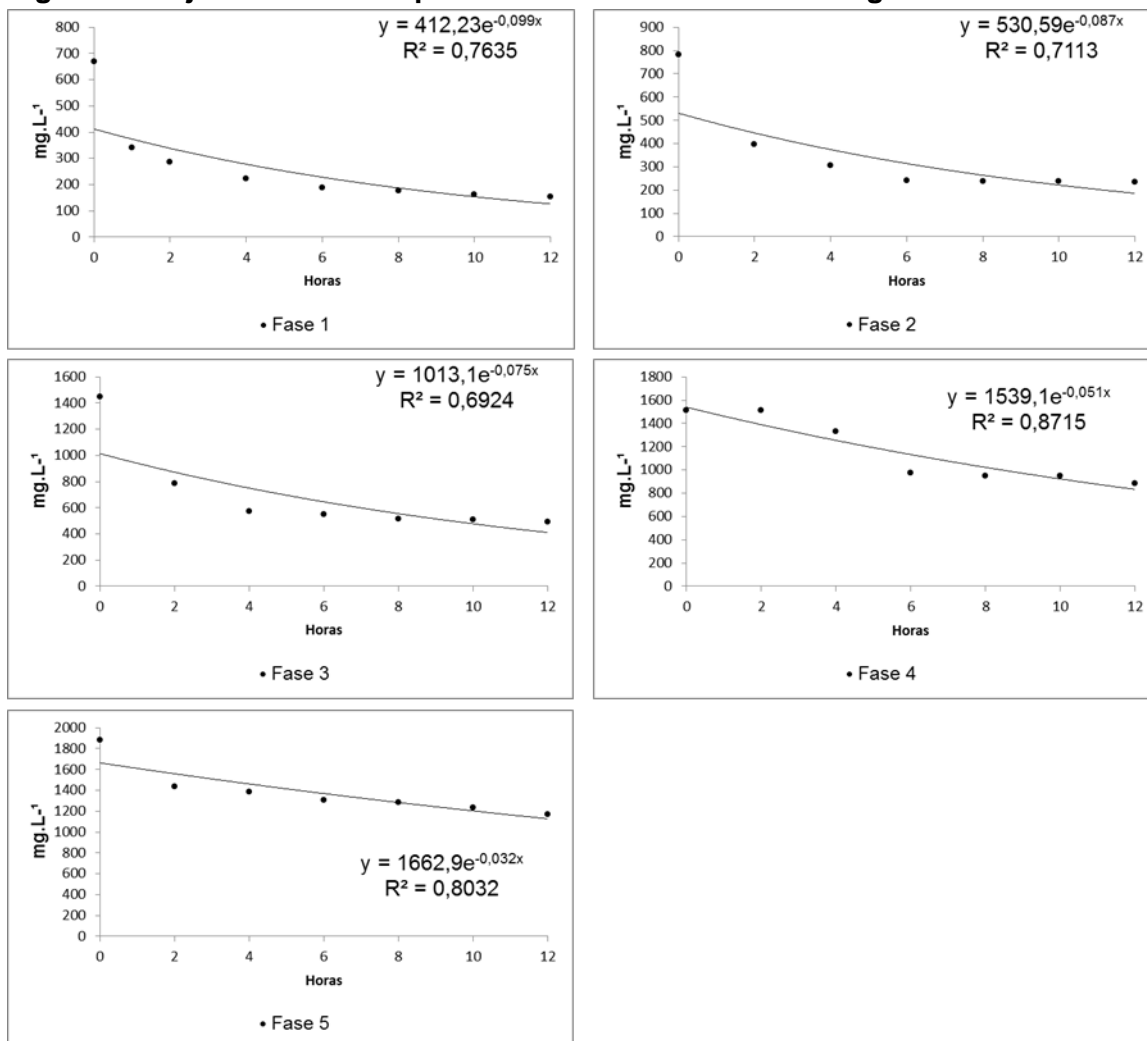 y = 412,23e^-0,099x
R² = 0,7635
800
700
600
500
400
300
200
100
0
mg.L-¹
0 2 4 6 8 10 12
Horas
• Fase 1
y = 530,59e^-0,087x
R² = 0,7113
900
800
700
600
500
400
300
200
100
0
mg.L-¹
0 2 4 6 8 10 12
Horas
• Fase 2
y = 1013,1e^-0,075x
R² = 0,6924
1600
1400
1200
1000
800
600
400
200
0
mg.L-¹
0 2 4 6 8 10 12
Horas
• Fase 3
y = 1539,1e^-0,051x
R² = 0,8715
1800
1600
1400
1200
1000
800
600
400
200
0
mg.L-¹
0 2 4 6 8 10 12
Horas
• Fase 4
2000
1800
1600
1400
1200
1000
800
600
400
200
0
mg.L-¹
y = 1662,9e^-0,032x
R² = 0,8032
0 2 4 6 8 10 12
Horas
• Fase 5